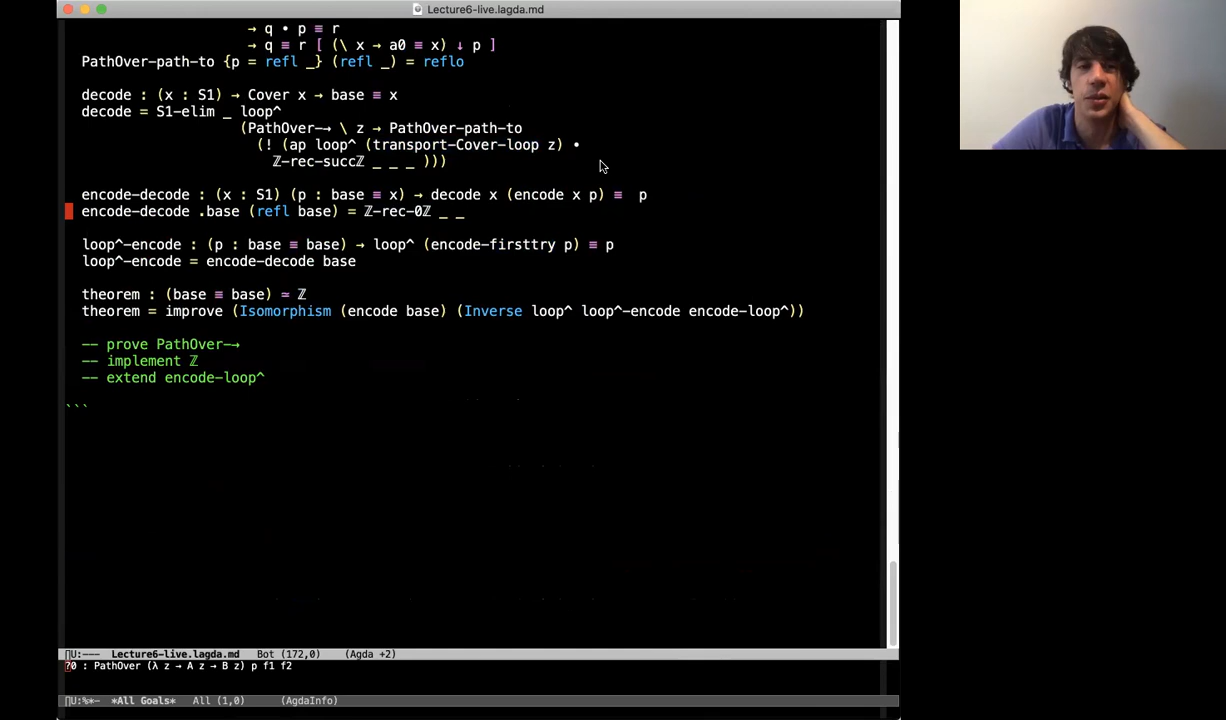 Lecture6-live.lagda.md
→ q • p ≡ r
→ q ≡ r [ (\ x → a0 ≡ x) ↓ p ]
PathOver-path-to {p = refl _} (refl _) = reflo
decode : (x : S1) → Cover x → base ≡ x
decode = S1-elim _ loop^
(PathOver-→ \ z → PathOver-path-to
(! (ap loop^ (transport-Cover-loop z) •
ℤ-rec-succℤ _ _ _ )))
encode-decode : (x : S1) (p : base ≡ x) → decode x (encode x p) ≡  p
encode-decode .base (refl base) = ℤ-rec-0ℤ _ _
loop^-encode : (p : base ≡ base) → loop^ (encode-firsttry p) ≡ p
loop^-encode = encode-decode base
theorem : (base ≡ base) ≃ ℤ
theorem = improve (Isomorphism (encode base) (Inverse loop^ loop^-encode encode-loop^))
-- prove PathOver-→
-- implement ℤ
-- extend encode-loop^
```
U:--- Lecture6-live.lagda.md Bot (172,0) (Agda +2)
?0 : PathOver (λ z → A z → B z) p f1 f2
U:%*- *All Goals* All (1,0) (AgdaInfo)